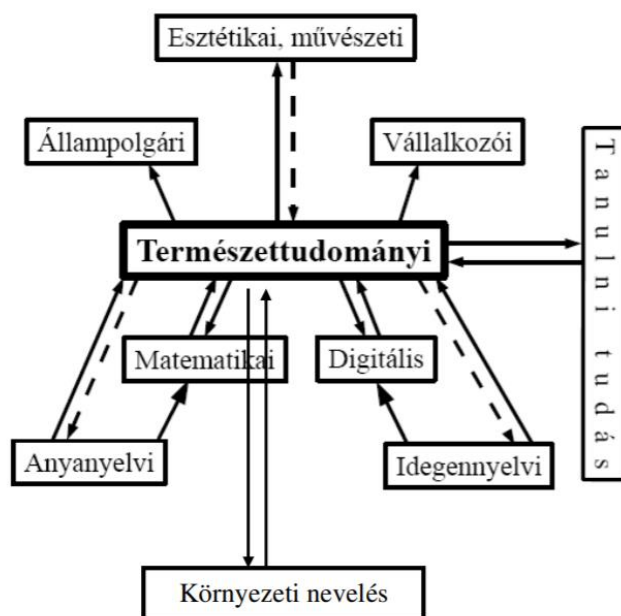 Esztétikai, művészeti
Állampolgári
Vállalkozói
Természettudományi
Tanulni tudás
Matematikai
Digitális
Anyanyelvi
Idegennyelvi
Környezeti nevelés